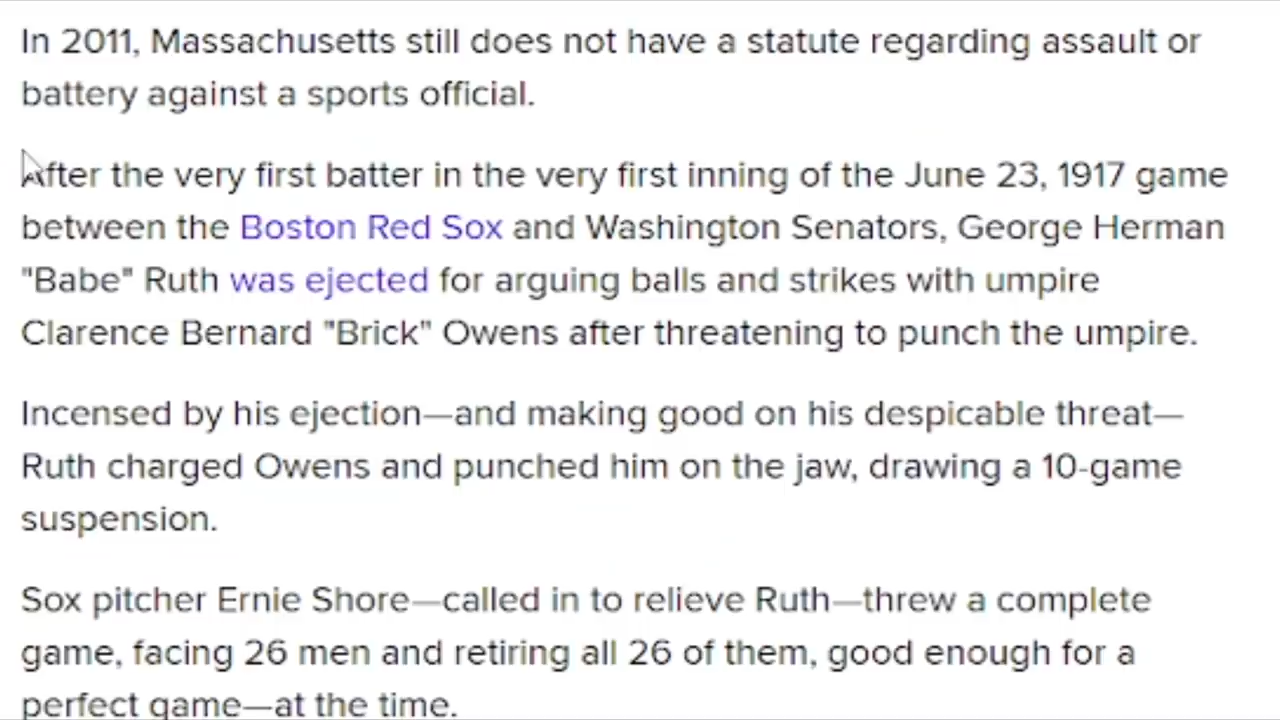 In 2011, Massachusetts still does not have a statute regarding assault or
battery against a sports official.
After the very first batter in the very first inning of the June 23, 1917 game
between the Boston Red Sox and Washington Senators, George Herman
"Babe" Ruth was ejected for arguing balls and strikes with umpire
Clarence Bernard "Brick" Owens after threatening to punch the umpire.
Incensed by his ejection—and making good on his despicable threat—
Ruth charged Owens and punched him on the jaw, drawing a 10-game
suspension.
Sox pitcher Ernie Shore—called in to relieve Ruth—threw a complete
game, facing 26 men and retiring all 26 of them, good enough for a
perfect game—at the time.